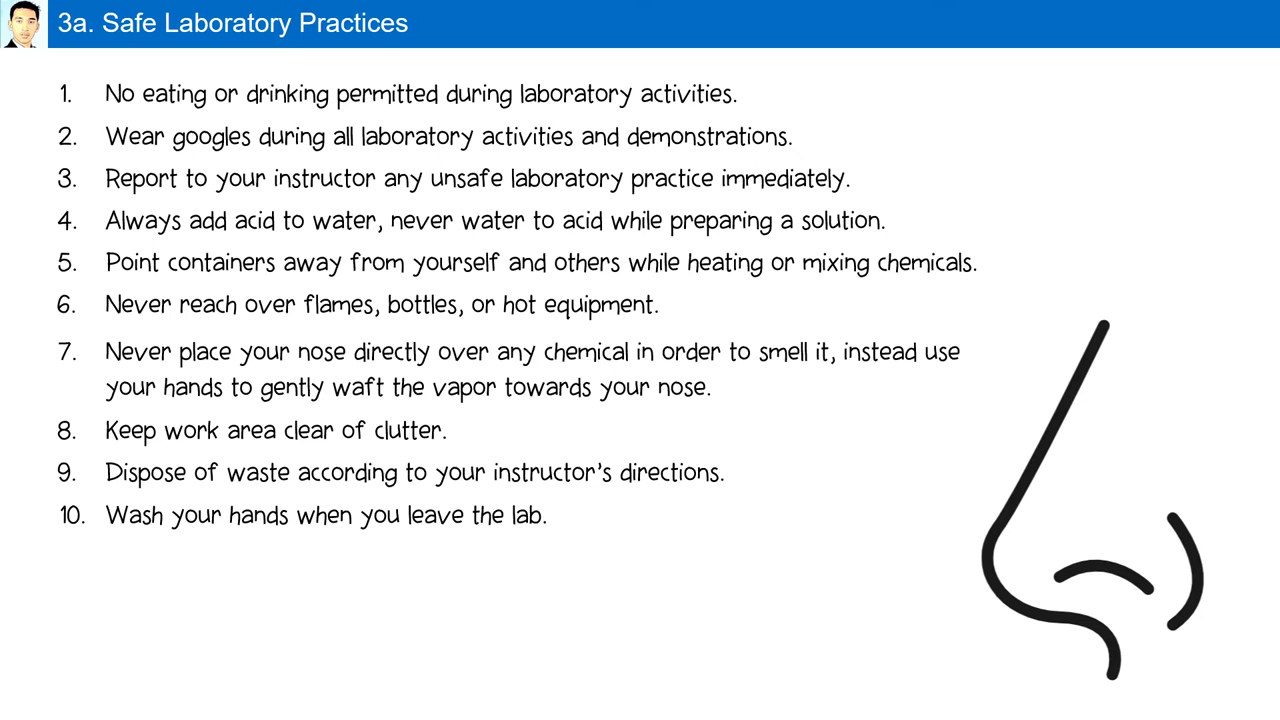 3a. Safe Laboratory Practices
1. No eating or drinking permitted during laboratory activities.
2. Wear googles during all laboratory activities and demonstrations.
3. Report to your instructor any unsafe laboratory practice immediately.
4. Always add acid to water, never water to acid while preparing a solution.
5. Point containers away from yourself and others while heating or mixing chemicals.
6. Never reach over flames, bottles, or hot equipment.
7. Never place your nose directly over any chemical in order to smell it, instead use
your hands to gently waft the vapor towards your nose.
8. Keep work area clear of clutter.
9. Dispose of waste according to your instructor's directions.
10. Wash your hands when you leave the lab.